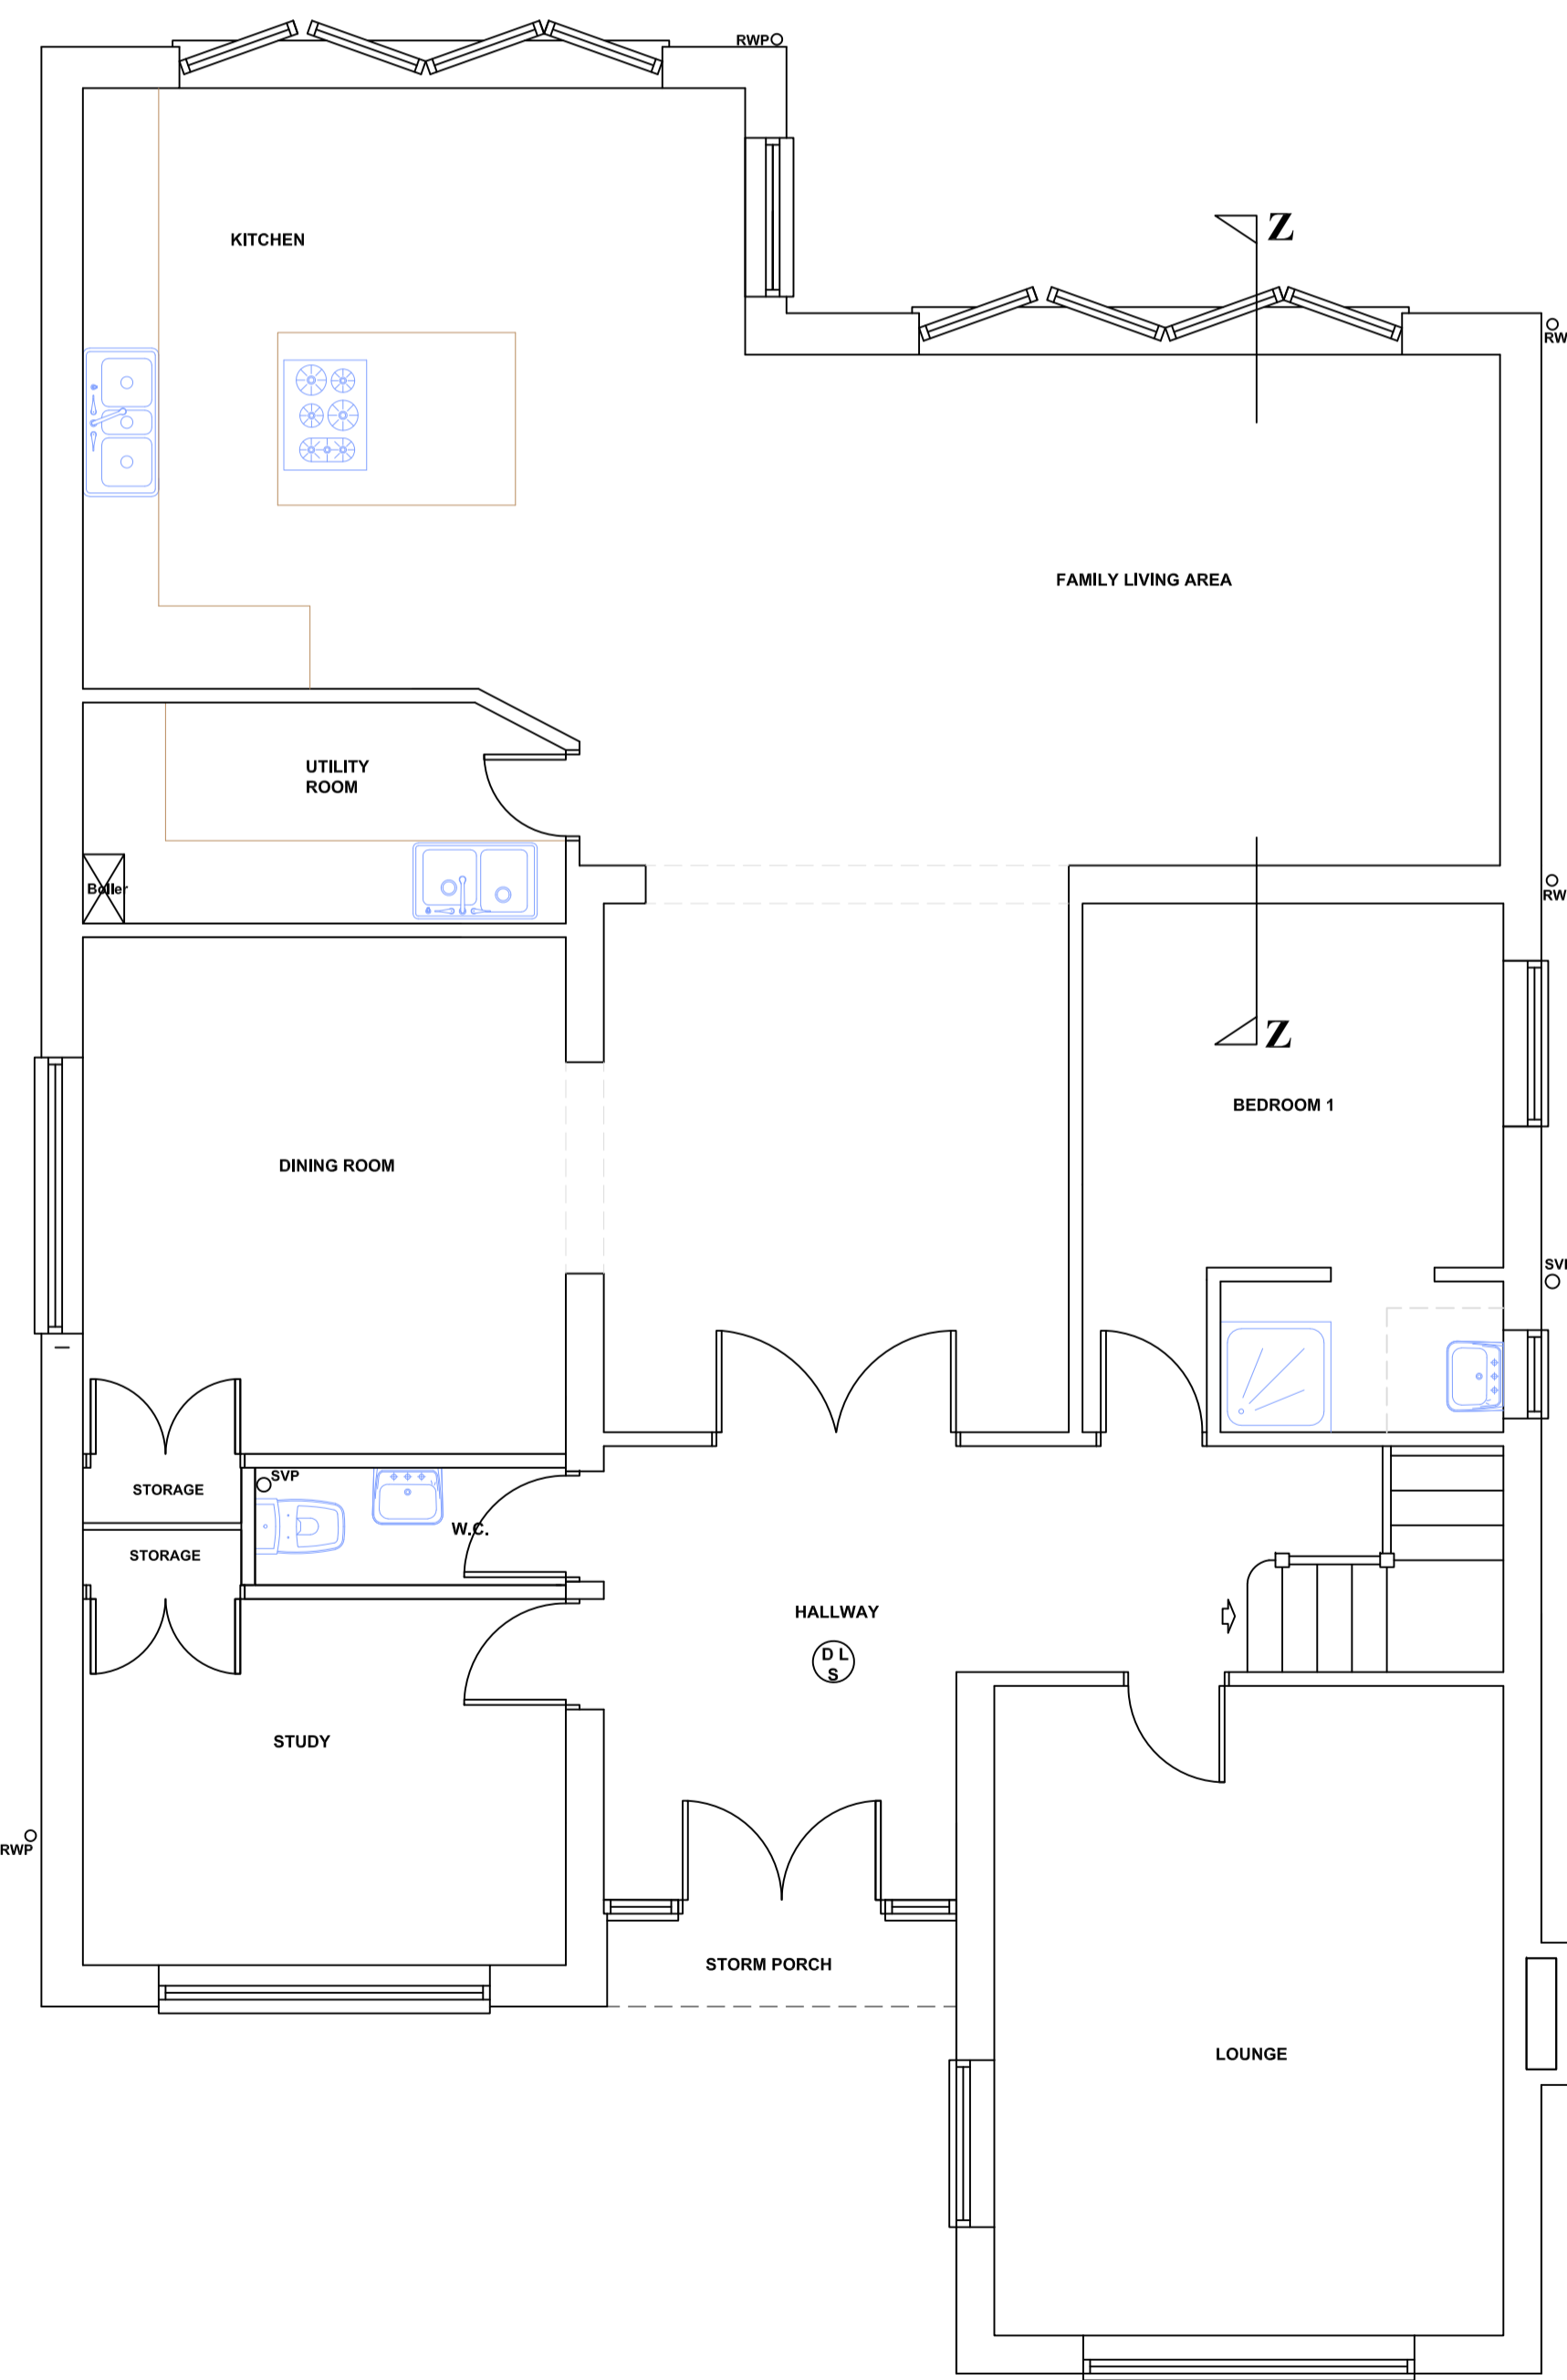 RWP
Z
KITCHEN
RW
FAMILY LIVING AREA
UTILITY
ROOM
Boiler
RW
Z
BEDROOM 1
DINING ROOM
SV
SVP
STORAGE
W.C.
STORAGE
HALLWAY
D L
S
STUDY
RWP
STORM PORCH
LOUNGE